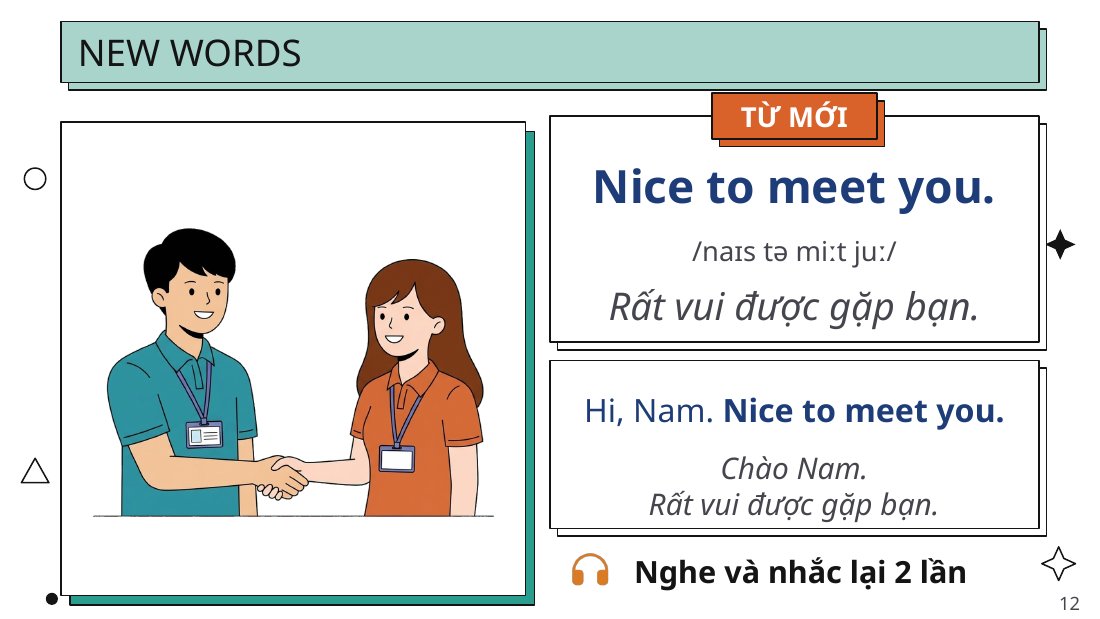 NEW WORDS
TỪ MỚI
Nice to meet you.
/naɪs tə miːt juː/
Rất vui được gặp bạn.
Hi, Nam. Nice to meet you.
Chào Nam.
Rất vui được gặp bạn.
Nghe và nhắc lại 2 lần
12